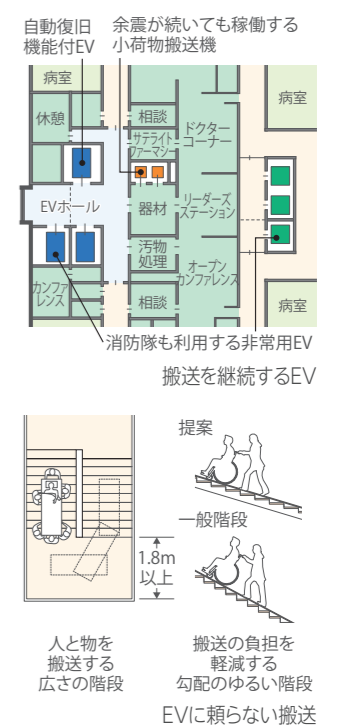 自動復旧
機能付EV
余震が続いても稼働する
小荷物搬送機
病室
病室
休憩
相談
サテライト
ファーマシー
ドクター
コーナー
EVホール
器材
リーダーズ
ステーション
汚物
処理
オープン
カンファレンス
カンファ
レンス
相談
病室
消防隊も利用する非常用EV
搬送を継続するEV
提案
一般階段
1.8m
以上
人と物を
搬送する
広さの階段
搬送の負担を
軽減する
勾配のゆるい階段
EVに頼らない搬送